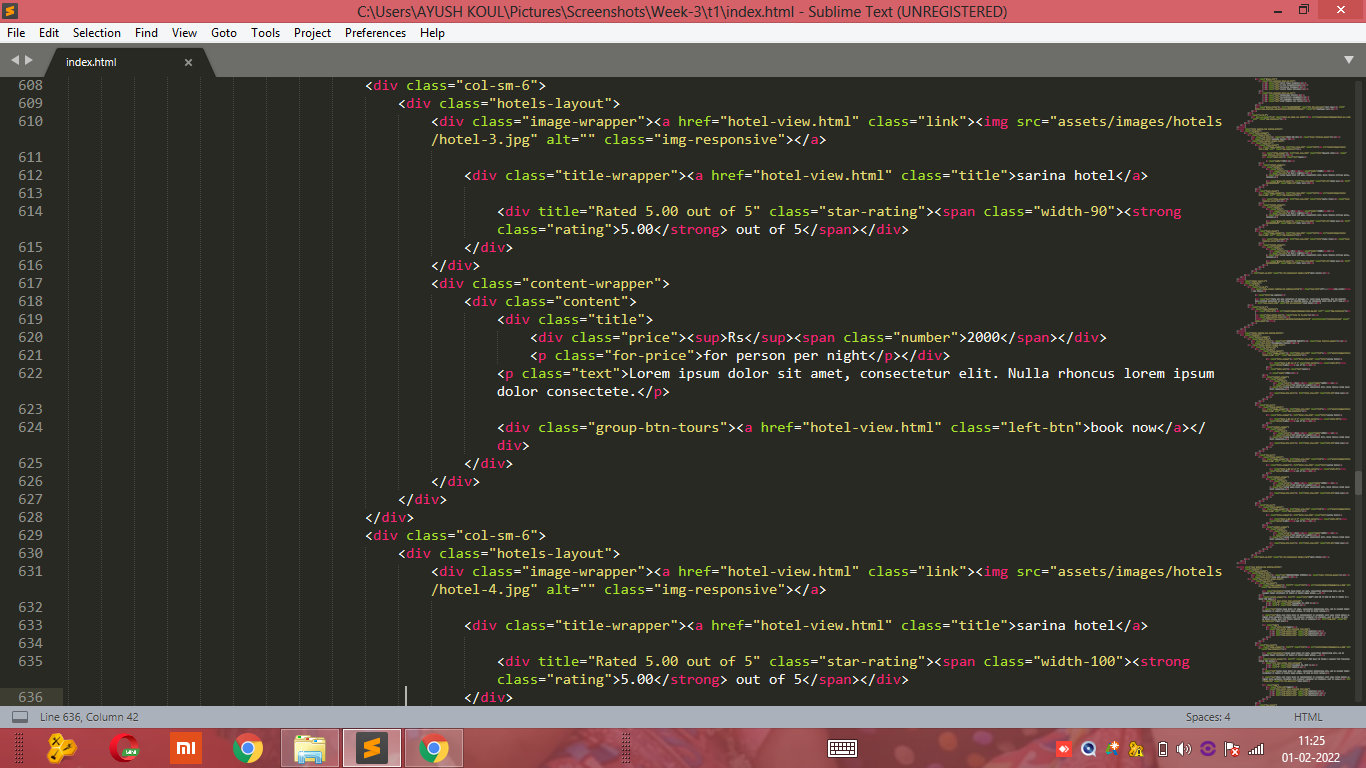 C:\Users\AYUSH KOUL\Pictures\Screenshots\Week-3\t1\index.html - Sublime Text (UNREGISTERED)
File Edit Selection Find View Goto Tools Project Preferences Help
index.html
608 <div class="col-sm-6">
609 <div class="hotels-layout">
610 <div class="image-wrapper"><a href="hotel-view.html" class="link"><img src="assets/images/hotels
/hotel-3.jpg" alt="" class="img-responsive"></a>
611
612 <div class="title-wrapper"><a href="hotel-view.html" class="title">sarina hotel</a>
613
614 <div title="Rated 5.00 out of 5" class="star-rating"><span class="width-90"><strong
class="rating">5.00</strong> out of 5</span></div>
615 </div>
616 </div>
617 <div class="content-wrapper">
618 <div class="content">
619 <div class="title">
620 <div class="price"><sup>Rs</sup><span class="number">2000</span></div>
621 <p class="for-price">for person per night</p></div>
622 <p class="text">Lorem ipsum dolor sit amet, consectetur elit. Nulla rhoncus lorem ipsum
dolor consectete.</p>
623
624 <div class="group-btn-tours"><a href="hotel-view.html" class="left-btn">book now</a></
div>
625 </div>
626 </div>
627 </div>
628 </div>
629 <div class="col-sm-6">
630 <div class="hotels-layout">
631 <div class="image-wrapper"><a href="hotel-view.html" class="link"><img src="assets/images/hotels
/hotel-4.jpg" alt="" class="img-responsive"></a>
632
633 <div class="title-wrapper"><a href="hotel-view.html" class="title">sarina hotel</a>
634
635 <div title="Rated 5.00 out of 5" class="star-rating"><span class="width-100"><strong
class="rating">5.00</strong> out of 5</span></div>
636 </div>
Line 636, Column 42 Spaces: 4 HTML
mi
11:25
01-02-2022